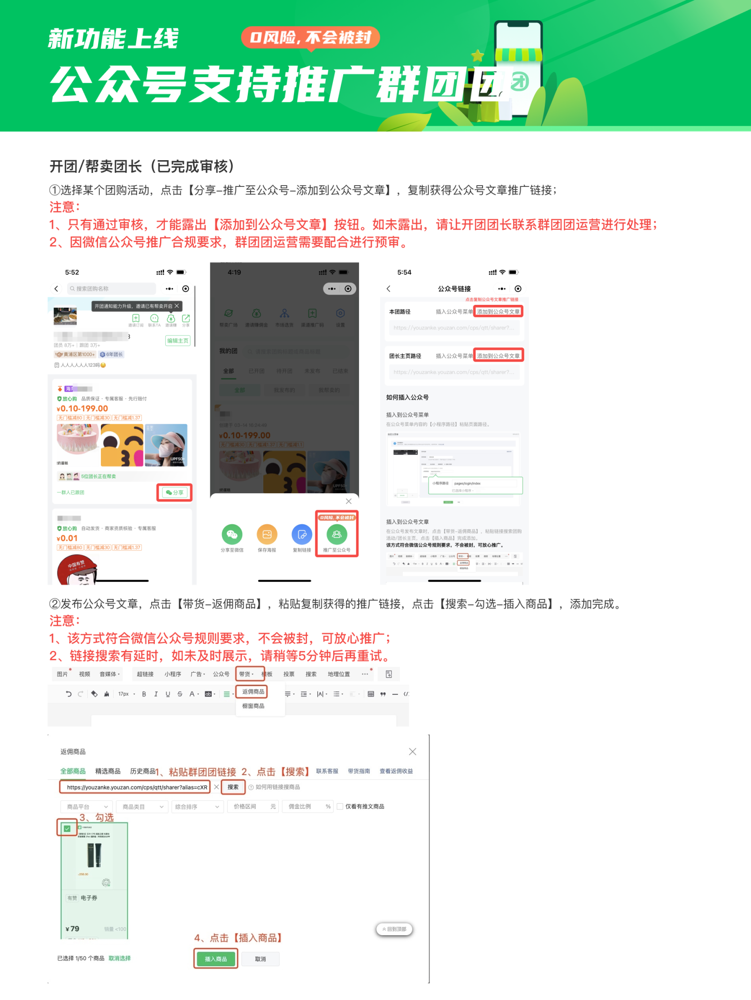 新功能上线
0风险,不会被封
公众号支持推广群团团
开团/帮卖团长（已完成审核）
①选择某个团购活动，点击【分享-推广至公众号-添加到公众号文章】，复制获得公众号文章推广链接；
注意：
1、只有通过审核，才能露出【添加到公众号文章】按钮。如未露出，请让开团团长联系群团团运营进行处理；
2、因微信公众号推广合规要求，群团团运营需要配合进行预审。
5:52
搜索团购名称
开团通知能力升级，邀请已有帮卖开启
邀请订阅 联系TA 邀请赚 分享
编辑主页
团员 8万+ | 跟团 3万+
黄浦区第1000+ 6年团长
人人人人人人123吗
放心购 品质保证 · 专属客服 · 先行赔付
¥0.10-199.00
无门槛减80 无门槛减30 无门槛减1.37
UPF50+
奶蛋糕
5位团长正在帮卖
一群人已跟团
分享
放心购 自动发货 · 商家资质核验 · 专属客服
¥0.01
无门槛减80 无门槛减30 无门槛减1.37
中国有赞
4:19
帮卖广场 邀请赚佣金 市场选货 渠道推广码 设置
我的团 请搜索团购标题或商品标题
全部 已开团 待开团 未发布 已结束
全部 我发布的 我帮卖的
创建于 03-14 16:24:49
¥0.10-199.00
无门槛减30 无门槛减1.37 无门槛减1.1
UPF50+
奶蛋糕
0风险,不会被封
分享至微信 保存海报 复制链接 推广至公众号
5:54
公众号链接
点击复制公众号文章推广链接
本团路径 插入公众号菜单 添加到公众号文章
https://youzanke.youzan.com/cps/qtt/sharer?...
团长主页路径 插入公众号菜单 添加到公众号文章
https://youzanke.youzan.com/cps/qtt/sharer?...
如何插入公众号
插入到公众号菜单
在公众号菜单内容的【小程序路径】粘贴页面路径。
小程序路径 pages/login/index
已选择小程序
插入到公众号文章
在公众号发布文章时，点击【带货-返佣商品】，粘贴链接搜索团购
活动/团长主页，点击【插入商品】完成添加。
该方式符合微信公众号规则要求，不会被封，可放心推广。
②发布公众号文章，点击【带货-返佣商品】，粘贴复制获得的推广链接，点击【搜索-勾选-插入商品】，添加完成。
注意：
1、该方式符合微信公众号规则要求，不会被封，可放心推广；
2、链接搜索有延时，如未及时展示，请稍等5分钟后再重试。
图片 视频 音媒体 超链接 小程序 广告 公众号 带货 模板 投票 搜索 地理位置 ···
17px B I U S A
返佣商品
橱窗商品
返佣商品
全部商品 精选商品 历史商品 1、粘贴群团团链接 2、点击【搜索】 联系客服 带货指南 查看返佣收益
https://youzanke.youzan.com/cps/qtt/sharer?alias=cXR 搜索 如何用链接搜商品
商品平台 商品类目 综合排序 价格区间 元 佣金比例 % 仅看有推文商品
3、勾选
有赞 电子券
¥79 销量 <100
回到顶部
4、点击【插入商品】
已选择 1/50 个商品 取消选择 插入商品 取消